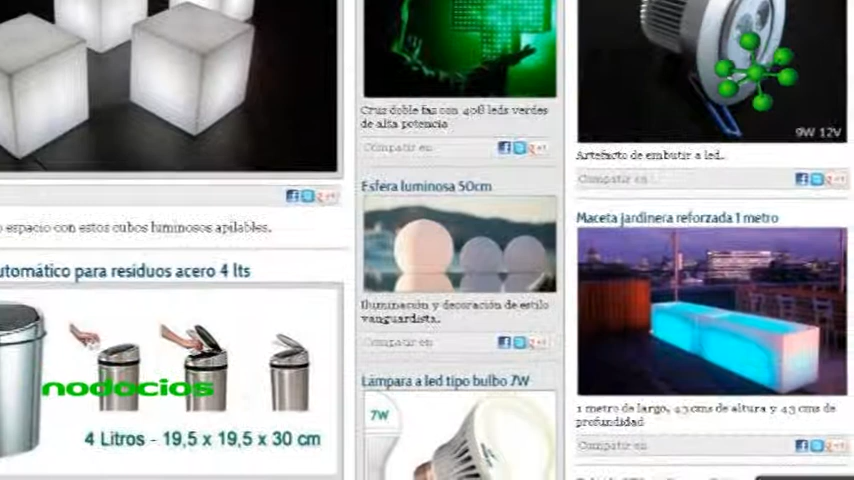 o espacio con estos cubos luminosos apilables.
utomático para residuos acero 4 lts
nodocios
4 Litros - 19,5 x 19,5 x 30 cm
Cruz doble fas con 408 leds verdes
de alta potencia
Compartir en
Esfera luminosa 50cm
Iluminación y decoración de estilo
vanguardista.
Compartir en
Lámpara a led tipo bulbo 7W
7W
9W 12V
Artefacto de embutir a led.
Compartir en
Maceta jardinera reforzada 1 metro
1 metro de largo, 43 cms de altura y 43 cms de
profundidad
Compartir en